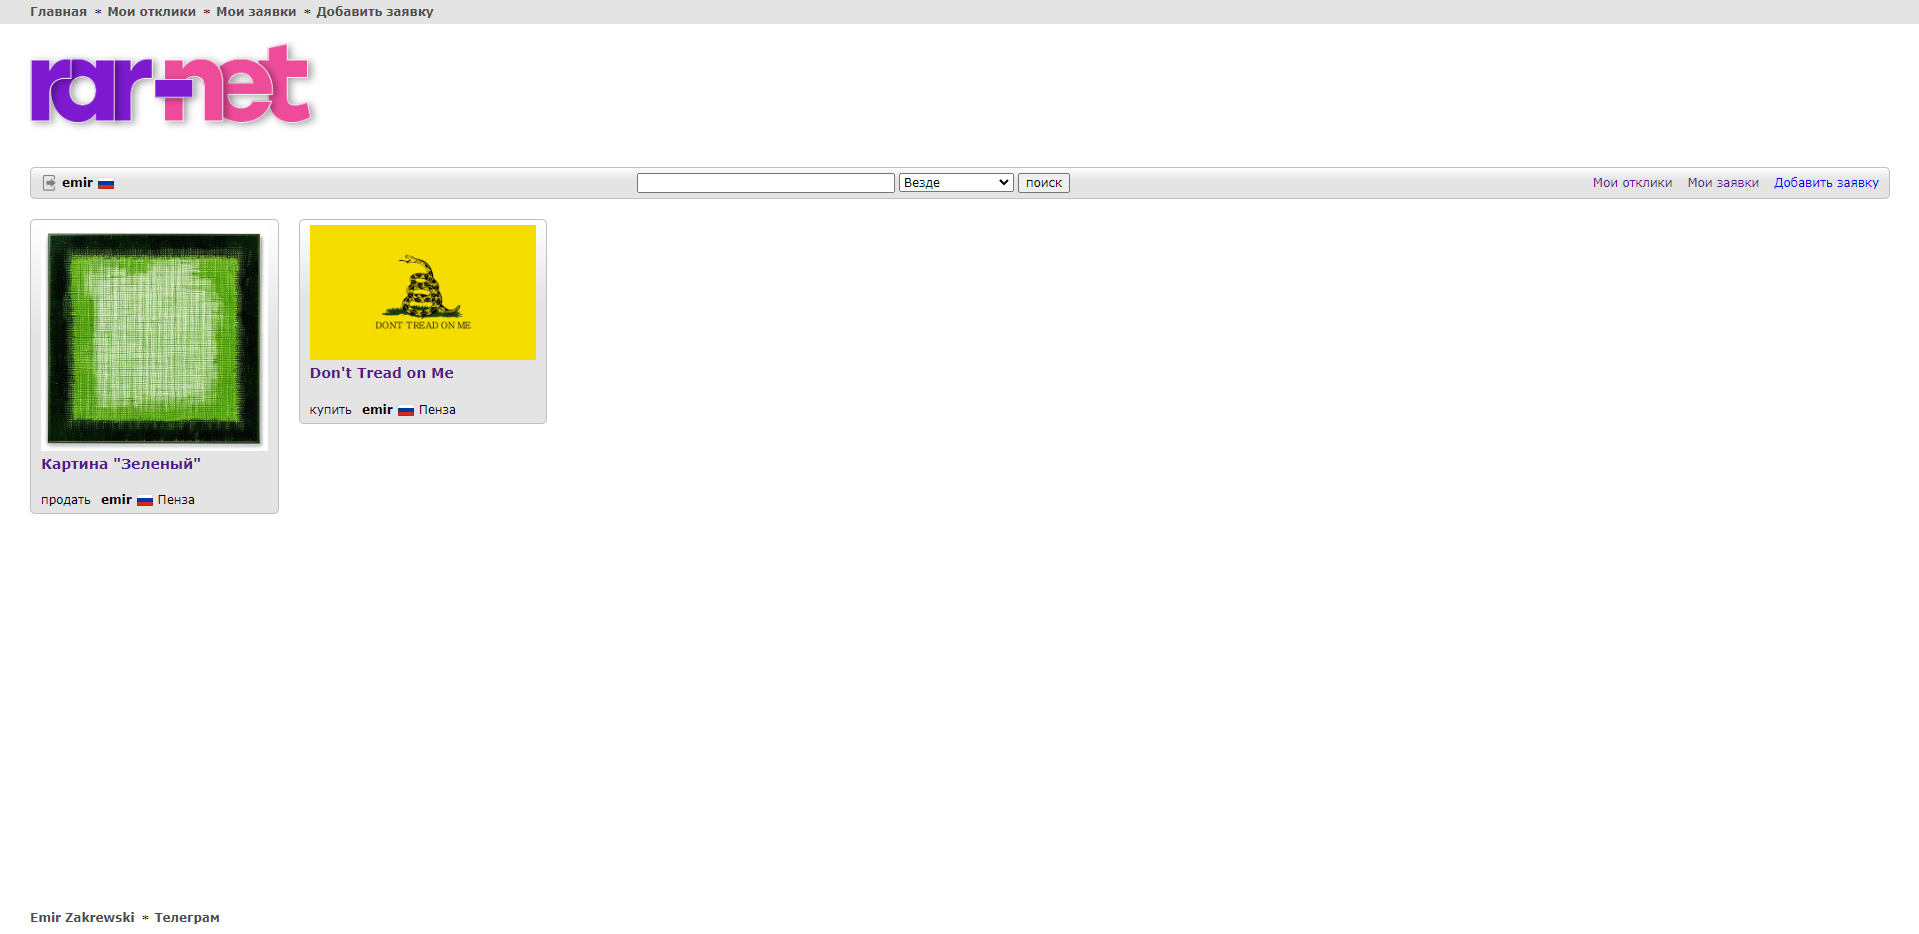 Главная * Мои отклики * Мои заявки * Добавить заявку
rar-net
emir Везде поиск Мои отклики Мои заявки Добавить заявку
Картина "Зеленый"
продать emir Пенза
DONT TREAD ON ME
Don't Tread on Me
купить emir Пенза
Emir Zakrewski * Телеграм